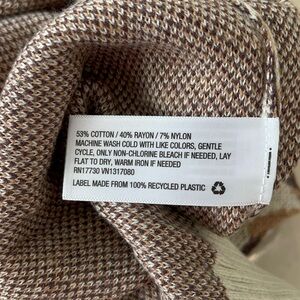 53% COTTON / 40% RAYON / 7% NYLON
MACHINE WASH COLD WITH LIKE COLORS, GENTLE
CYCLE, ONLY NON-CHLORINE BLEACH IF NEEDED, LAY
FLAT TO DRY, WARM IRON IF NEEDED
RN17730 VN1317080
LABEL MADE FROM 100% RECYCLED PLASTIC